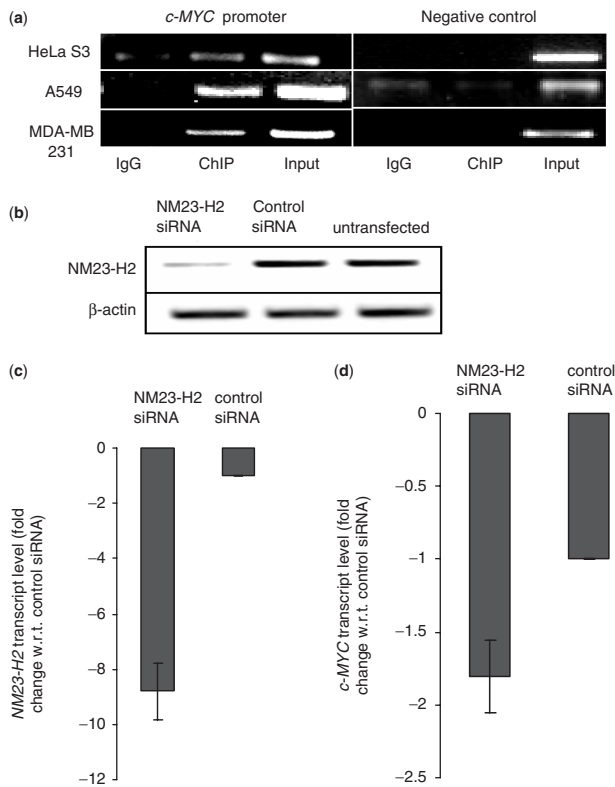 (a)
c-MYC promoter
Negative control
HeLa S3
A549
MDA-MB
231
IgG ChIP Input IgG ChIP Input
(b)
NM23-H2
siRNA
Control
siRNA
untransfected
NM23-H2
β-actin
(c)
NM23-H2
siRNA
control
siRNA
0
−2
−4
−6
−8
−10
−12
NM23-H2 transcript level (fold
change w.r.t. control siRNA)
(d)
NM23-H2
siRNA
control
siRNA
0
−0.5
−1
−1.5
−2
−2.5
c-MYC transcript level (fold
change w.r.t. control siRNA)